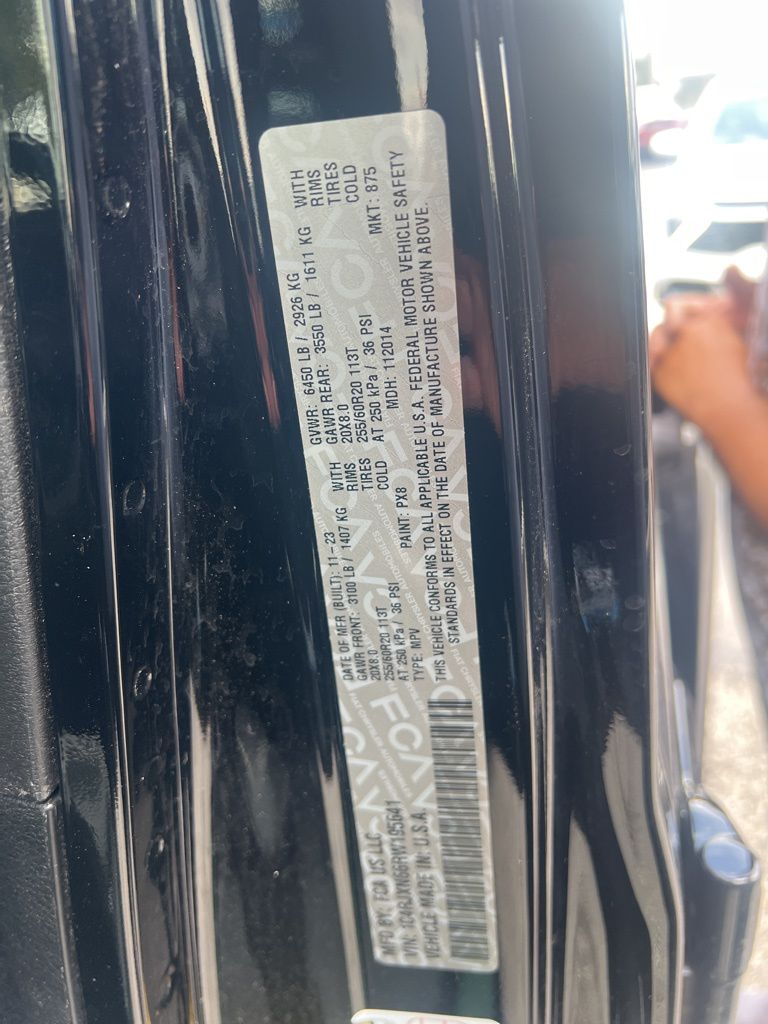 MFD BY: FCA US LLC
DATE OF MFR (BUILT): 11-23
GVWR: 6450 LB / 2926 KG
GAWR FRONT: 3100 LB / 1407 KG WITH
GAWR REAR: 3550 LB / 1611 KG WITH
20X8.0 RIMS
20X8.0 RIMS
255/60R20 113T TIRES
255/60R20 113T TIRES
AT 250 kPa / 36 PSI COLD
AT 250 kPa / 36 PSI COLD
VIN: 1C4RJXN66RW195641
TYPE: MPV
PAINT: PX8
MDH: 112014
MKT: 875
VEHICLE MADE IN: U.S.A.
THIS VEHICLE CONFORMS TO ALL APPLICABLE U.S.A. FEDERAL MOTOR VEHICLE SAFETY
STANDARDS IN EFFECT ON THE DATE OF MANUFACTURE SHOWN ABOVE.